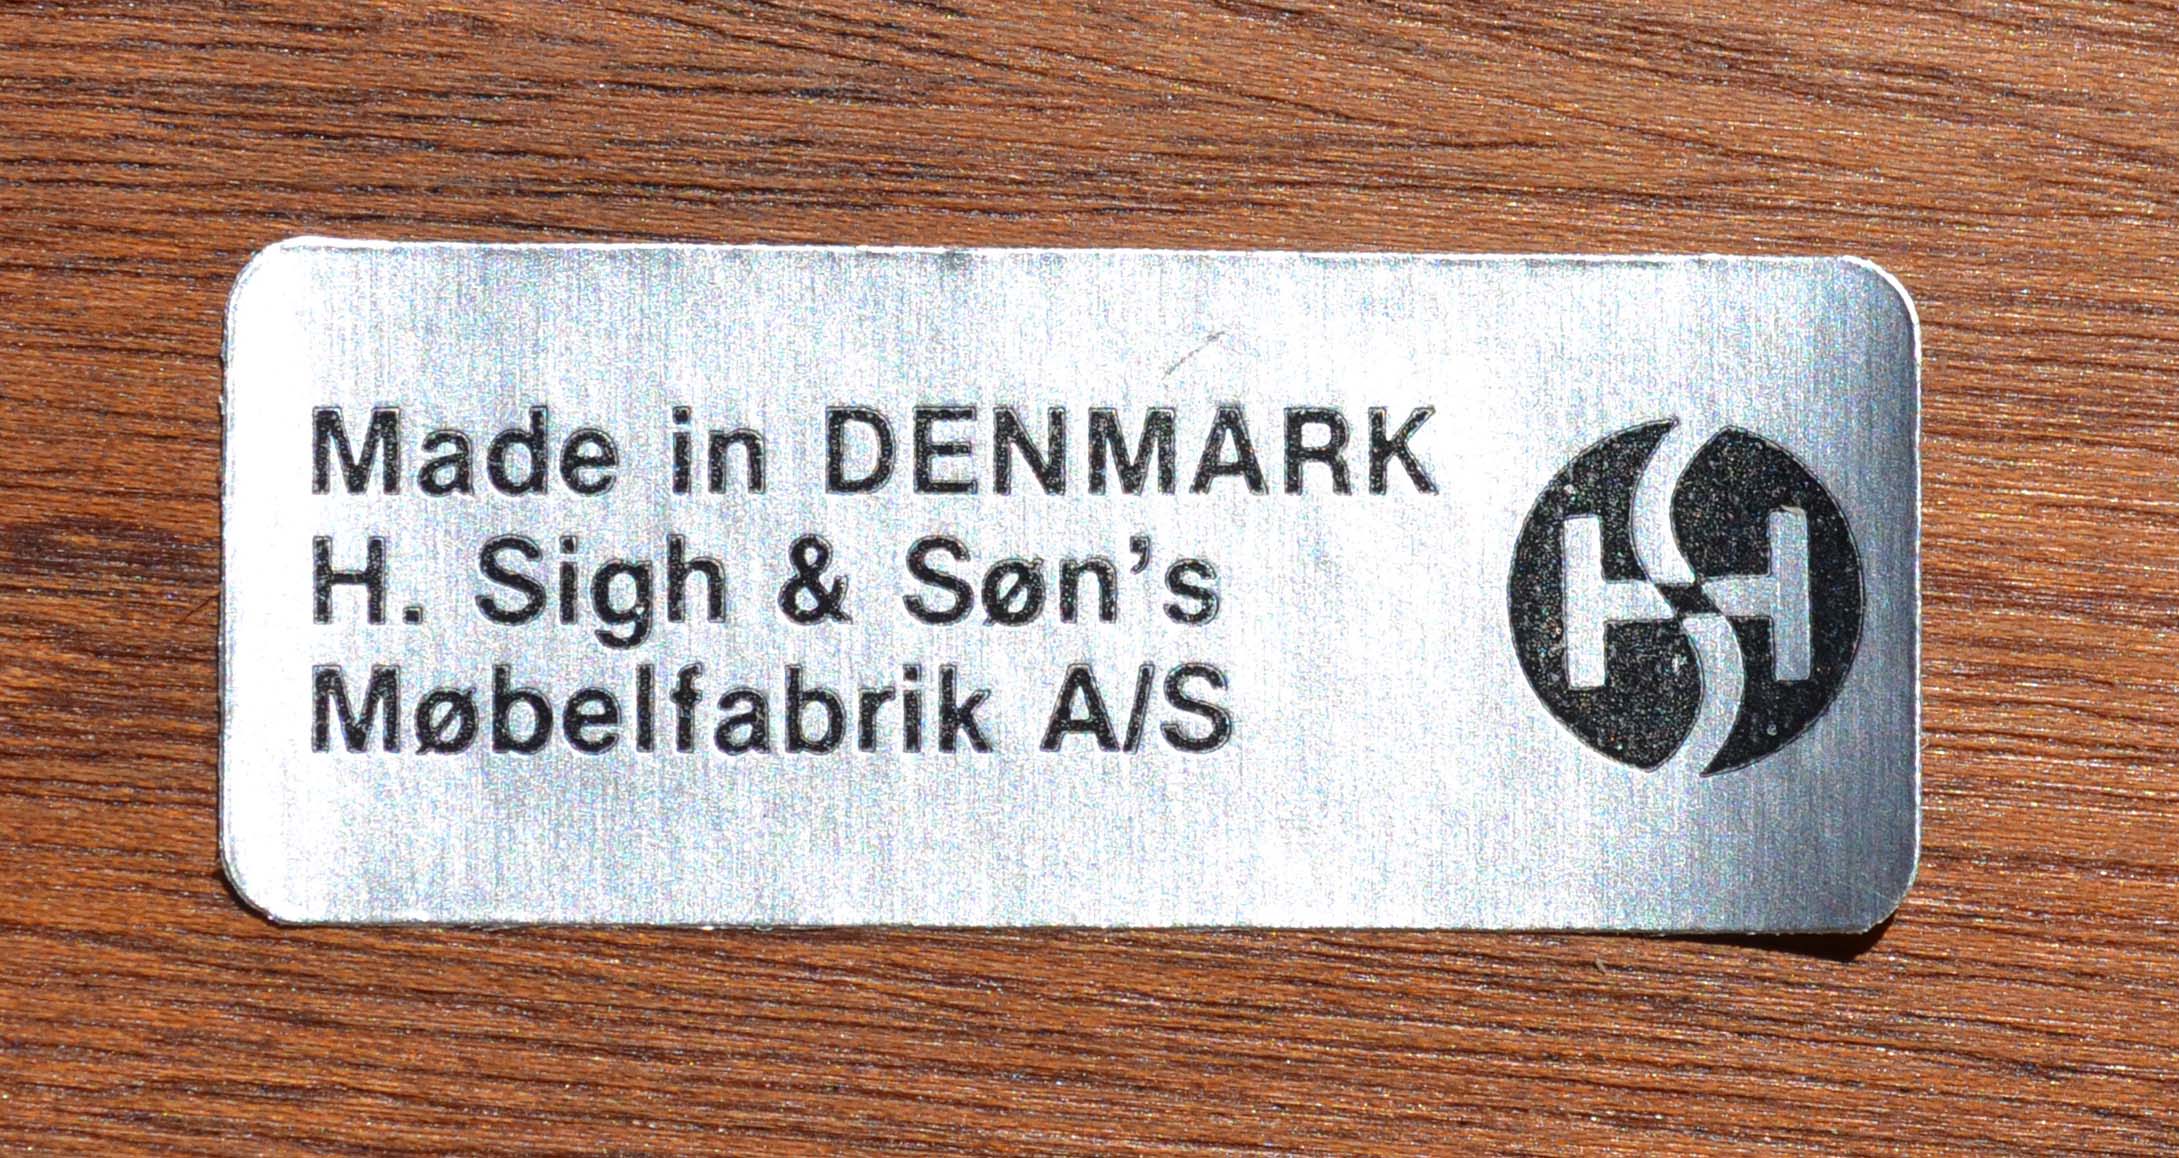 Made in DENMARK
H. Sigh & Søn's
Møbelfabrik A/S